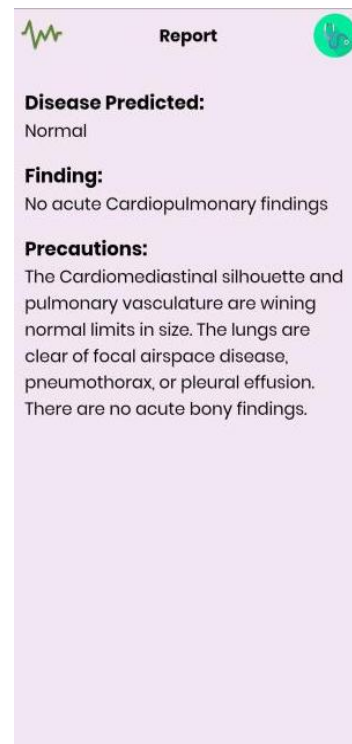 Report
Disease Predicted:
Normal
Finding:
No acute Cardiopulmonary findings
Precautions:
The Cardiomediastinal silhouette and
pulmonary vasculature are wining
normal limits in size. The lungs are
clear of focal airspace disease,
pneumothorax, or pleural effusion.
There are no acute bony findings.